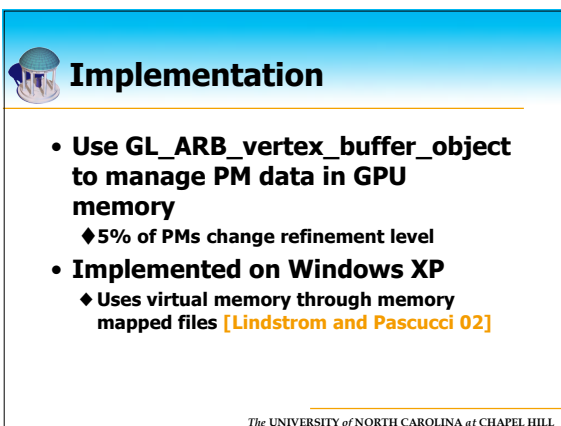 Implementation
• Use GL_ARB_vertex_buffer_object
to manage PM data in GPU
memory
♦5% of PMs change refinement level
• Implemented on Windows XP
♦ Uses virtual memory through memory
mapped files [Lindstrom and Pascucci 02]
The UNIVERSITY of NORTH CAROLINA at CHAPEL HILL